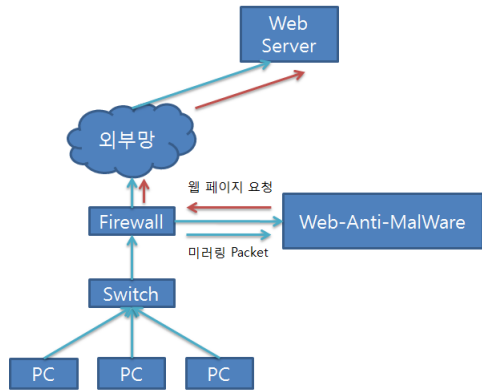 Web
Server
외부망
웹 페이지 요청
Firewall
Web-Anti-MalWare
미러링 Packet
Switch
PC
PC
PC